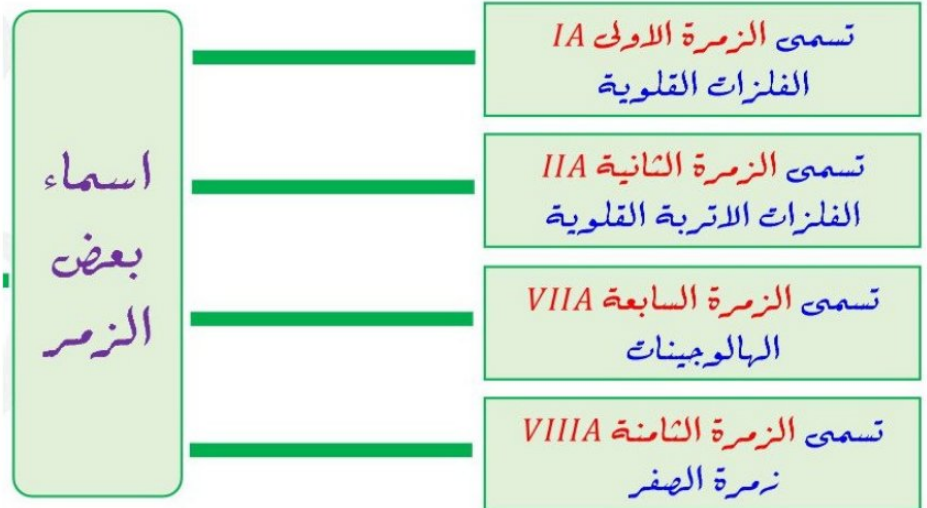 اسماء
بعض
الزمر
تسمى الزمرة الاولى IA
الفلزات القلوية
تسمى الزمرة الثانية IIA
الفلزات الاتربة القلوية
تسمى الزمرة السابعة VIIA
الهالوجينات
تسمى الزمرة الثامنة VIIIA
زمرة الصفر